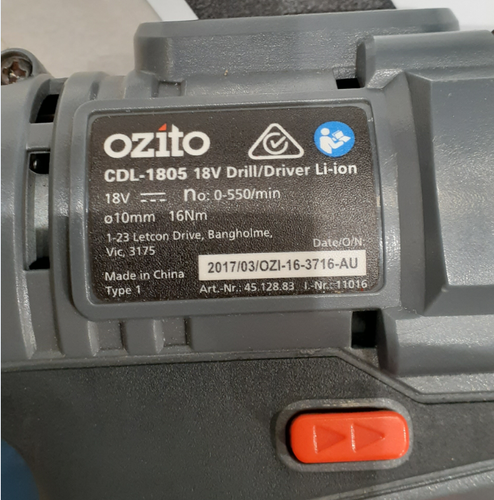 ozito
CDL-1805 18V Drill/Driver Li-ion
18V ⎓ no: 0-550/min
ø10mm 16Nm
1-23 Letcon Drive, Bangholme,
Vic, 3175
Date/O/N:
2017/03/OZI-16-3716-AU
Made in China
Type 1 Art.-Nr.: 45.128.83 I.-Nr.: 11016